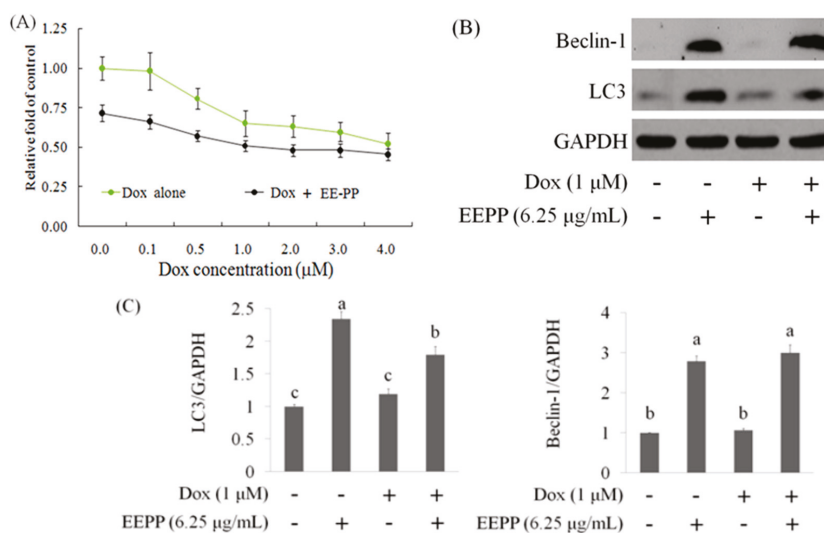 (A)
1.25
1.00
0.75
0.50
0.25
0.00
Relative fold of control
Dox alone
Dox + EE-PP
0.0 0.1 0.5 1.0 2.0 3.0 4.0
Dox concentration (µM)
(B)
Beclin-1
LC3
GAPDH
Dox (1 µM) - - + +
EEPP (6.25 µg/mL) - + - +
(C)
LC3/GAPDH
2.5
2
1.5
1
0.5
0
c a c b
Dox (1 µM) - - + +
EEPP (6.25 µg/mL) - + - +
Beclin-1/GAPDH
4
3
2
1
0
b a b a
Dox (1 µM) - - + +
EEPP (6.25 µg/mL) - + - +